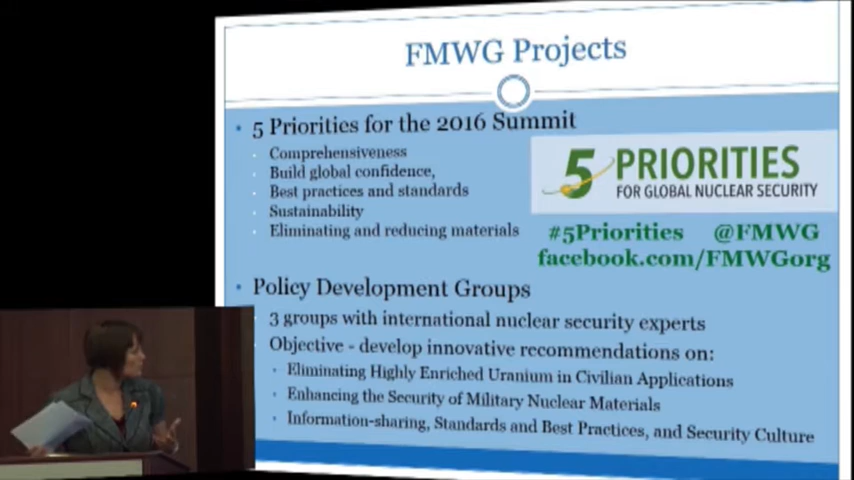 FMWG Projects
5 Priorities for the 2016 Summit
Comprehensiveness
Build global confidence,
Best practices and standards
Sustainability
Eliminating and reducing materials
5 PRIORITIES
FOR GLOBAL NUCLEAR SECURITY
#5Priorities @FMWG
facebook.com/FMWGorg
Policy Development Groups
3 groups with international nuclear security experts
Objective - develop innovative recommendations on:
Eliminating Highly Enriched Uranium in Civilian Applications
Enhancing the Security of Military Nuclear Materials
Information-sharing, Standards and Best Practices, and Security Culture